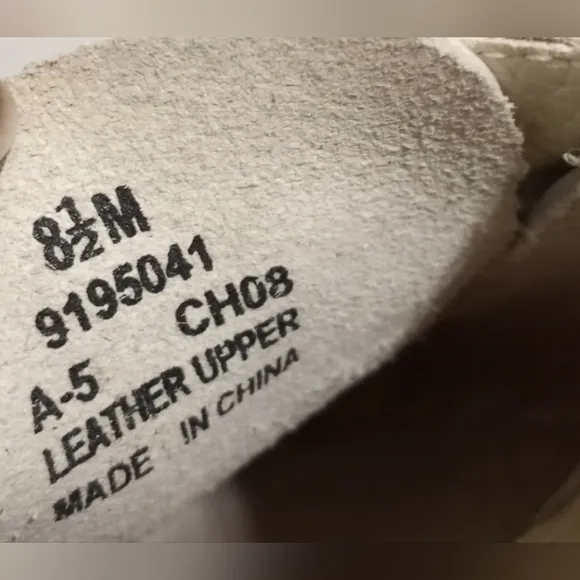 8½M
9195041
A-5 CH08
LEATHER UPPER
MADE IN CHINA